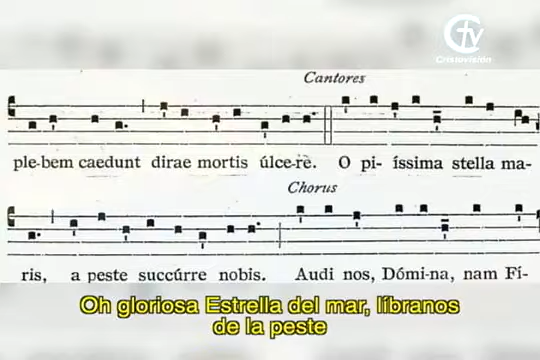 Cristovisión
Cantores
ple-bem caedunt dirae mortis úlce-rè. O pi- íssima stella ma-
Chorus
ris, a peste succúrre nobis. Audi nos, Dómi-na, nam Fí-
Oh gloriosa Estrella del mar, líbranos
de la peste